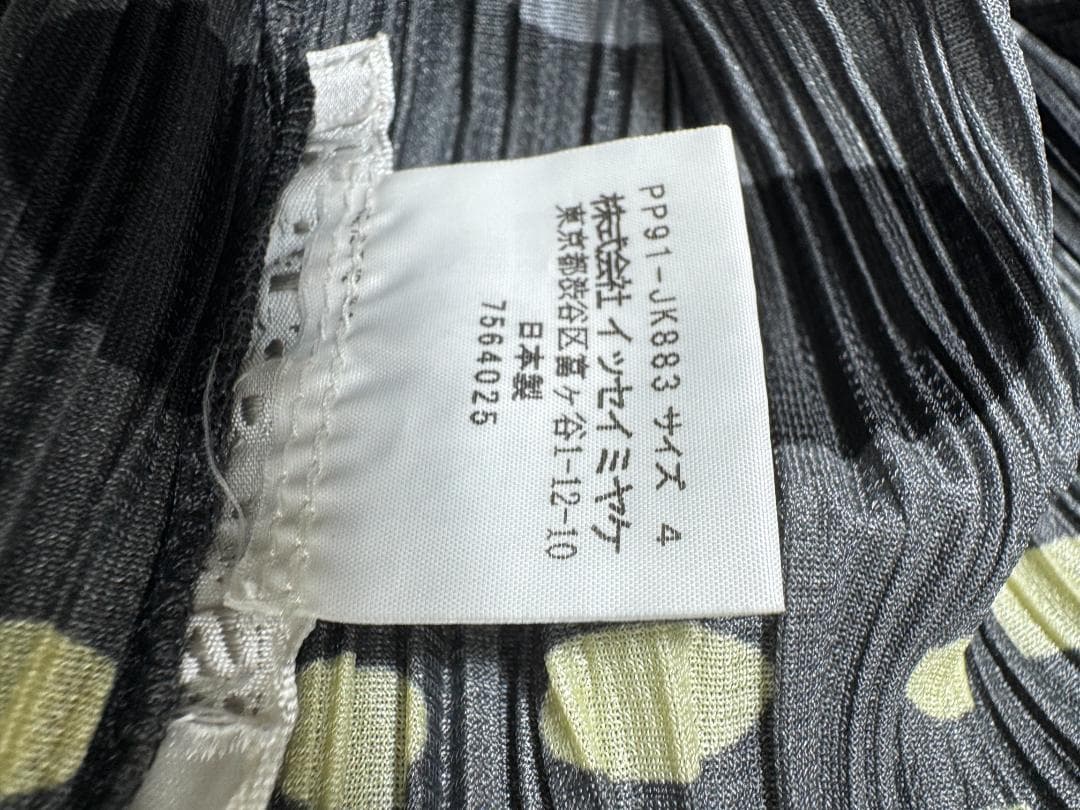 PP91-JK883 サイズ 4
株式会社 イッセイミヤケ
東京都渋谷区富ヶ谷1-12-10
日本製
7564025